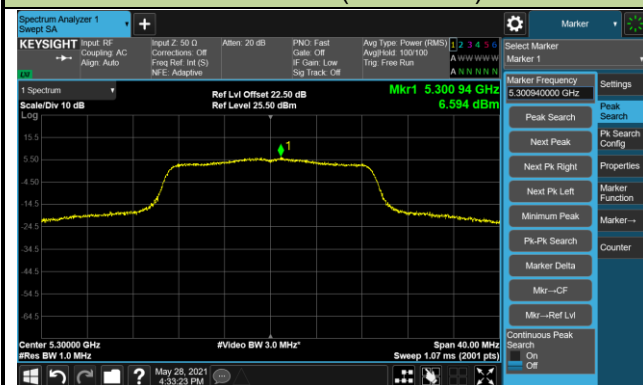 Spectrum Analyzer 1
Swept SA
+
Marker
KEYSIGHT
Input: RF
Coupling: AC
Align: Auto
Input Z: 50 Ω
Corrections: Off
Freq Ref: Int (S)
NFE: Adaptive
Atten: 20 dB
PNO: Fast
Gate: Off
IF Gain: Low
Sig Track: Off
Avg Type: Power (RMS)
Avg|Hold: 100/100
Trig: Free Run
1 2 3 4 5 6
A W W W W W
A N N N N N
Select Marker
Marker 1
LXI
1 Spectrum
Scale/Div 10 dB
Log
Ref Lvl Offset 22.50 dB
Ref Level 25.50 dBm
Mkr1 5.300 94 GHz
6.594 dBm
15.5
5.50
-4.50
-14.5
-24.5
-34.5
-44.5
-54.5
-64.5
1
Center 5.30000 GHz
#Res BW 1.0 MHz
#Video BW 3.0 MHz*
Span 40.00 MHz
Sweep 1.07 ms (2001 pts)
Marker Frequency
5.300940000 GHz
Peak Search
Next Peak
Next Pk Right
Next Pk Left
Minimum Peak
Pk-Pk Search
Marker Delta
Mkr→CF
Mkr→Ref Lvl
Continuous Peak
Search
On
Off
Settings
Peak
Search
Pk Search
Config
Properties
Marker
Function
Marker→
Counter
?
May 28, 2021
4:33:23 PM